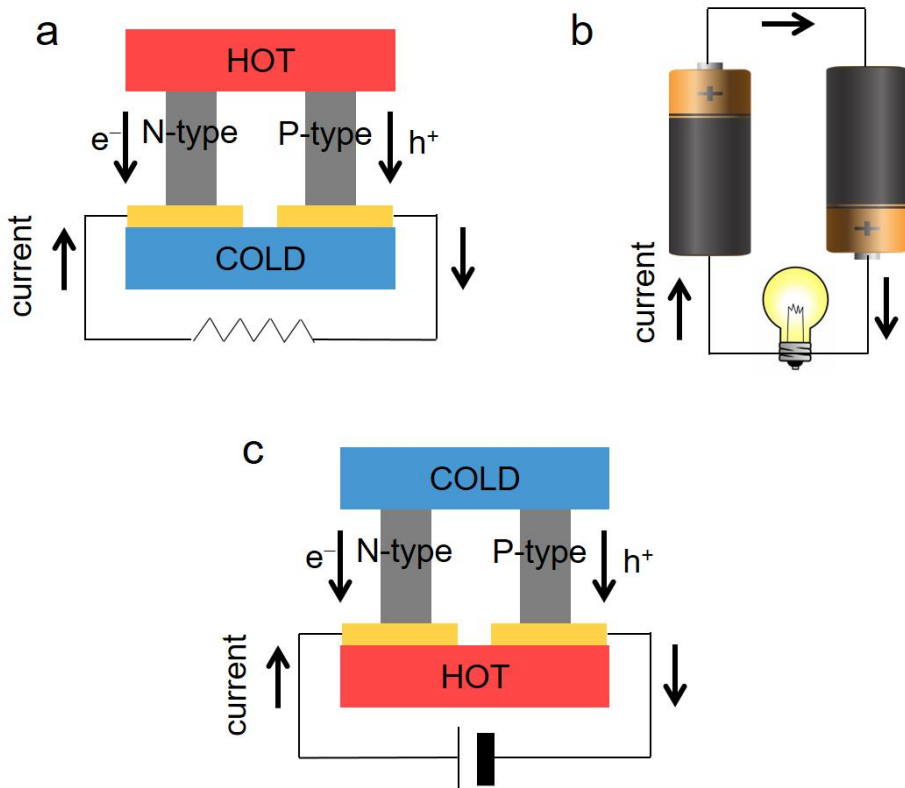 a
HOT
e⁻ N-type P-type h⁺
current
COLD
b
+
+
current
c
COLD
e⁻ N-type P-type h⁺
current
HOT